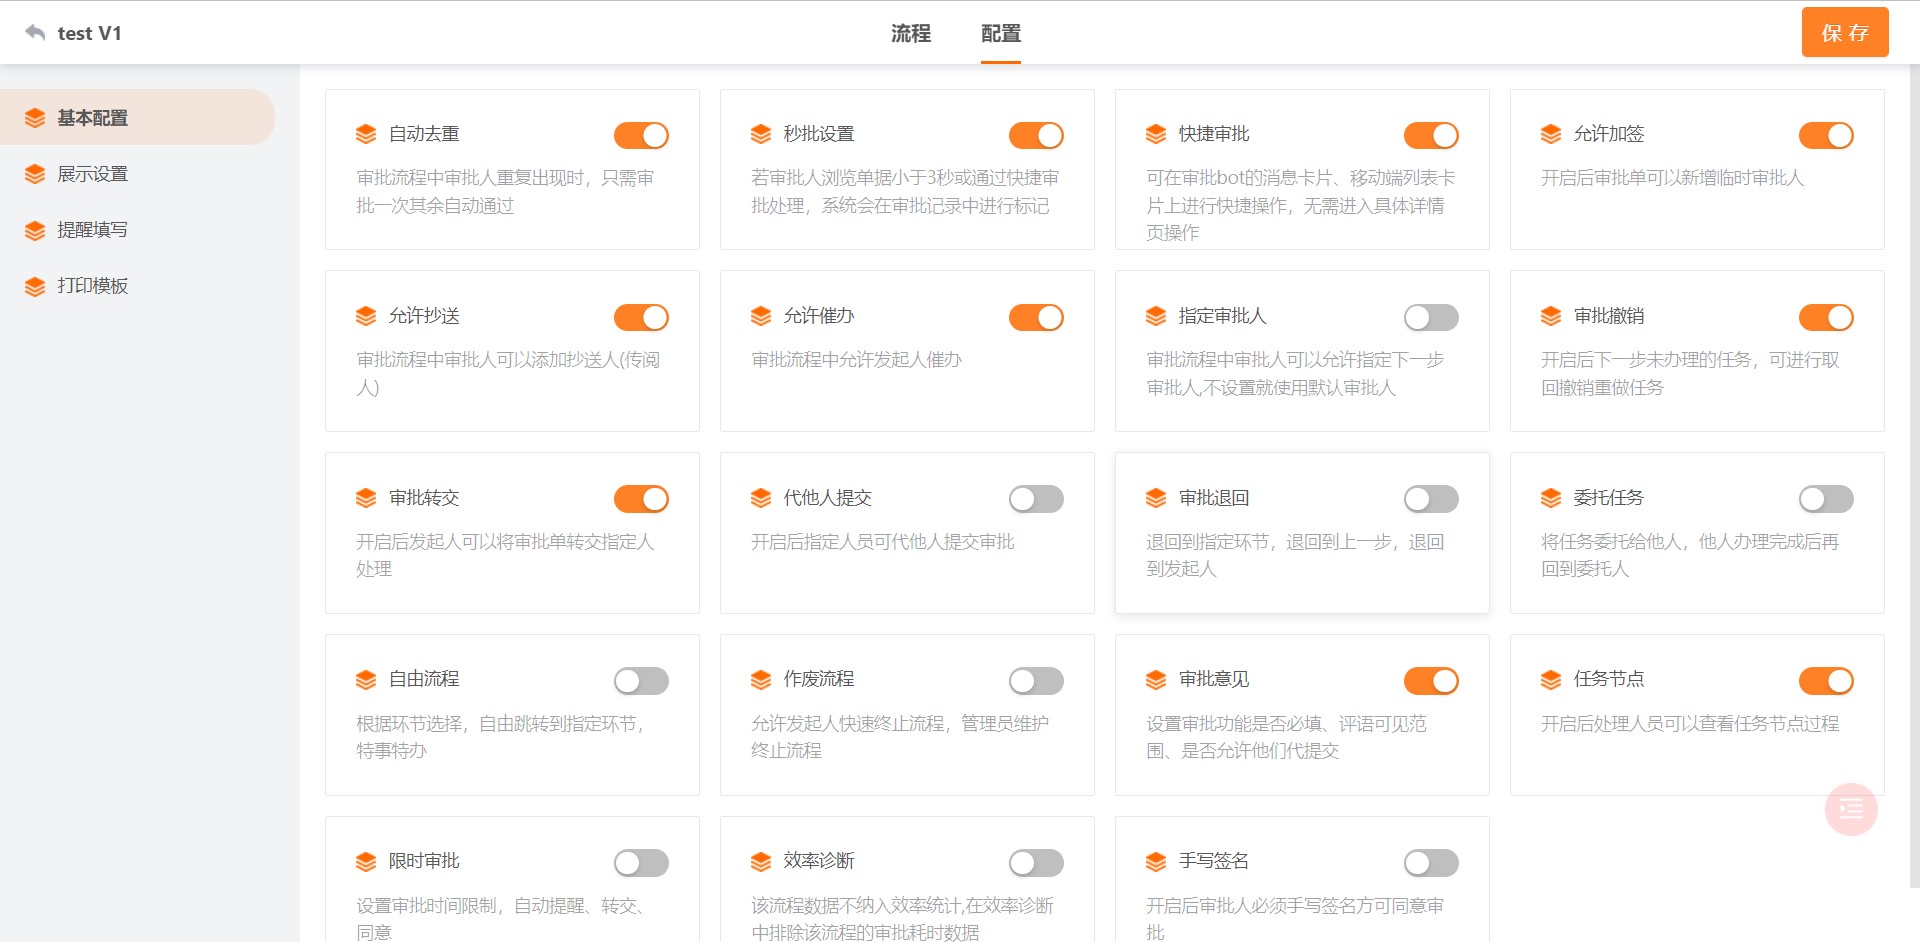 test V1
流程
配置
保 存
基本配置
展示设置
提醒填写
打印模板
自动去重
审批流程中审批人重复出现时，只需审
批一次其余自动通过
秒批设置
若审批人浏览单据小于3秒或通过快捷审
批处理，系统会在审批记录中进行标记
快捷审批
可在审批bot的消息卡片、移动端列表卡
片上进行快捷操作，无需进入具体详情
页操作
允许加签
开启后审批单可以新增临时审批人
允许抄送
审批流程中审批人可以添加抄送人(传阅
人)
允许催办
审批流程中允许发起人催办
指定审批人
审批流程中审批人可以允许指定下一步
审批人,不设置就使用默认审批人
审批撤销
开启后下一步未办理的任务，可进行取
回撤销重做任务
审批转交
开启后发起人可以将审批单转交指定人
处理
代他人提交
开启后指定人员可代他人提交审批
审批退回
退回到指定环节，退回到上一步，退回
到发起人
委托任务
将任务委托给他人，他人办理完成后再
回到委托人
自由流程
根据环节选择，自由跳转到指定环节，
特事特办
作废流程
允许发起人快速终止流程，管理员维护
终止流程
审批意见
设置审批功能是否必填、评语可见范
围、是否允许他们代提交
任务节点
开启后处理人员可以查看任务节点过程
限时审批
设置审批时间限制，自动提醒、转交、
同意
效率诊断
该流程数据不纳入效率统计,在效率诊断
中排除该流程的审批耗时数据
手写签名
开启后审批人必须手写签名方可同意审
批